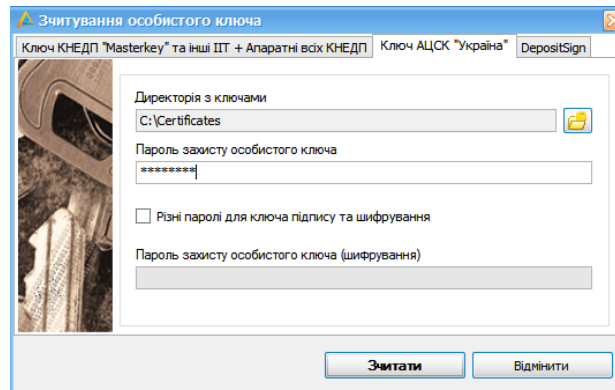 Зчитування особистого ключа
Ключ КНЕДП "Masterkey" та інші ІІТ + Апаратні всіх КНЕДП
Ключ АЦСК "Україна"
DepositSign
Директорія з ключами
C:\Certificates
Пароль захисту особистого ключа
********
Різні паролі для ключа підпису та шифрування
Пароль захисту особистого ключа (шифрування)
Зчитати
Відмінити